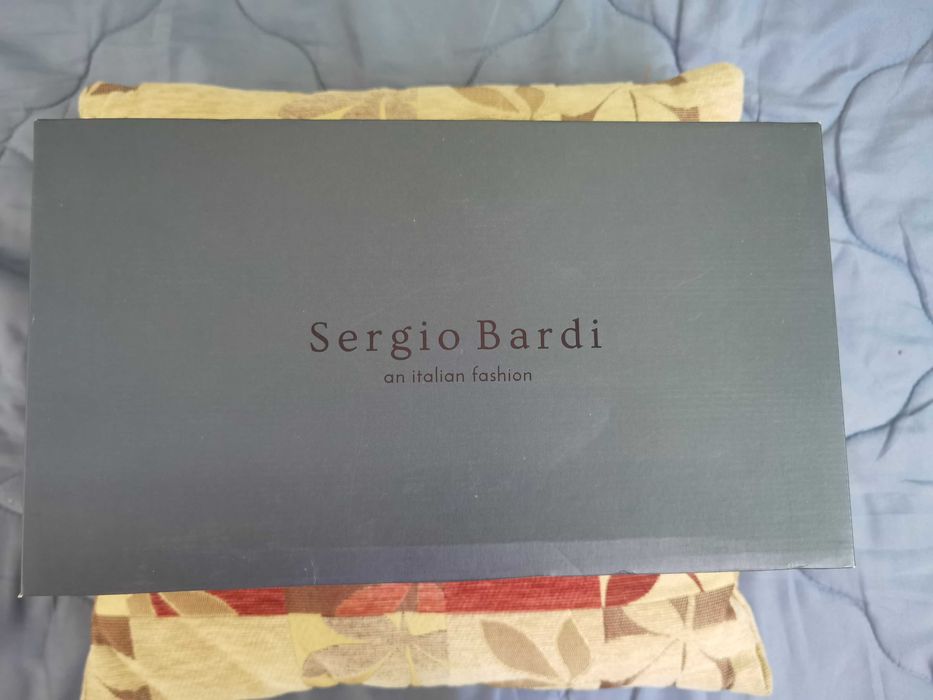 Sergio Bardi
an italian fashion